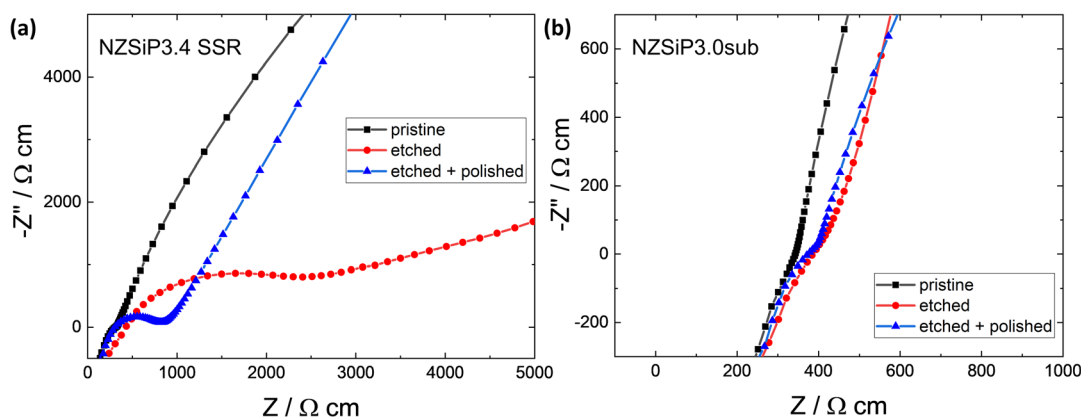 (a)
NZSiP3.4 SSR
4000
2000
0
-Z" / Ω cm
0
1000
2000
3000
4000
5000
Z / Ω cm
pristine
etched
etched + polished
(b)
NZSiP3.0sub
600
400
200
0
-200
-Z" / Ω cm
0
200
400
600
800
1000
Z / Ω cm
pristine
etched
etched + polished